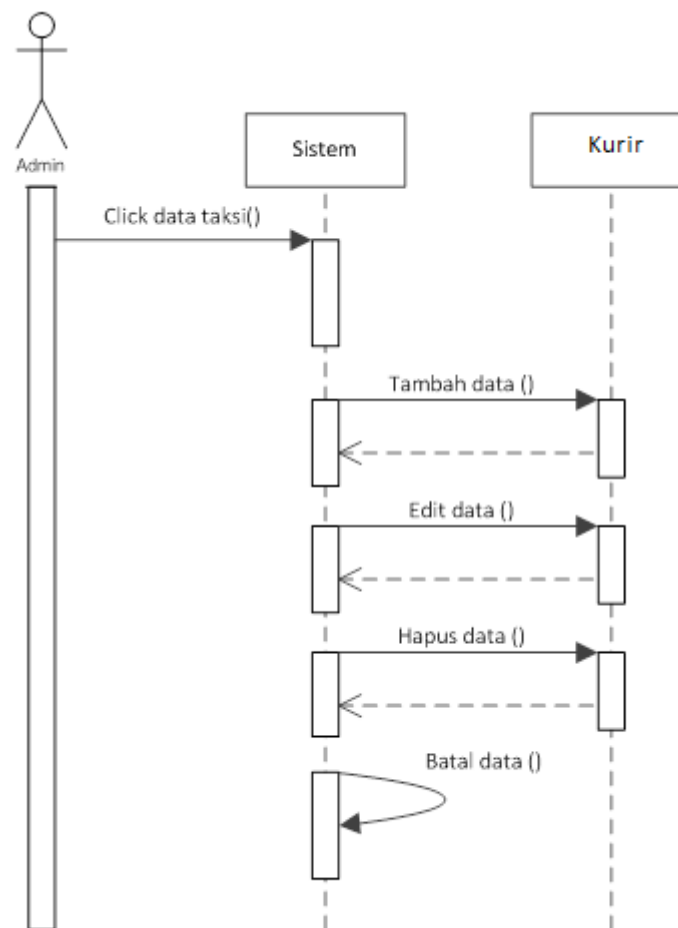 Admin
Sistem
Kurir
Click data taksi()
Tambah data ()
Edit data ()
Hapus data ()
Batal data ()